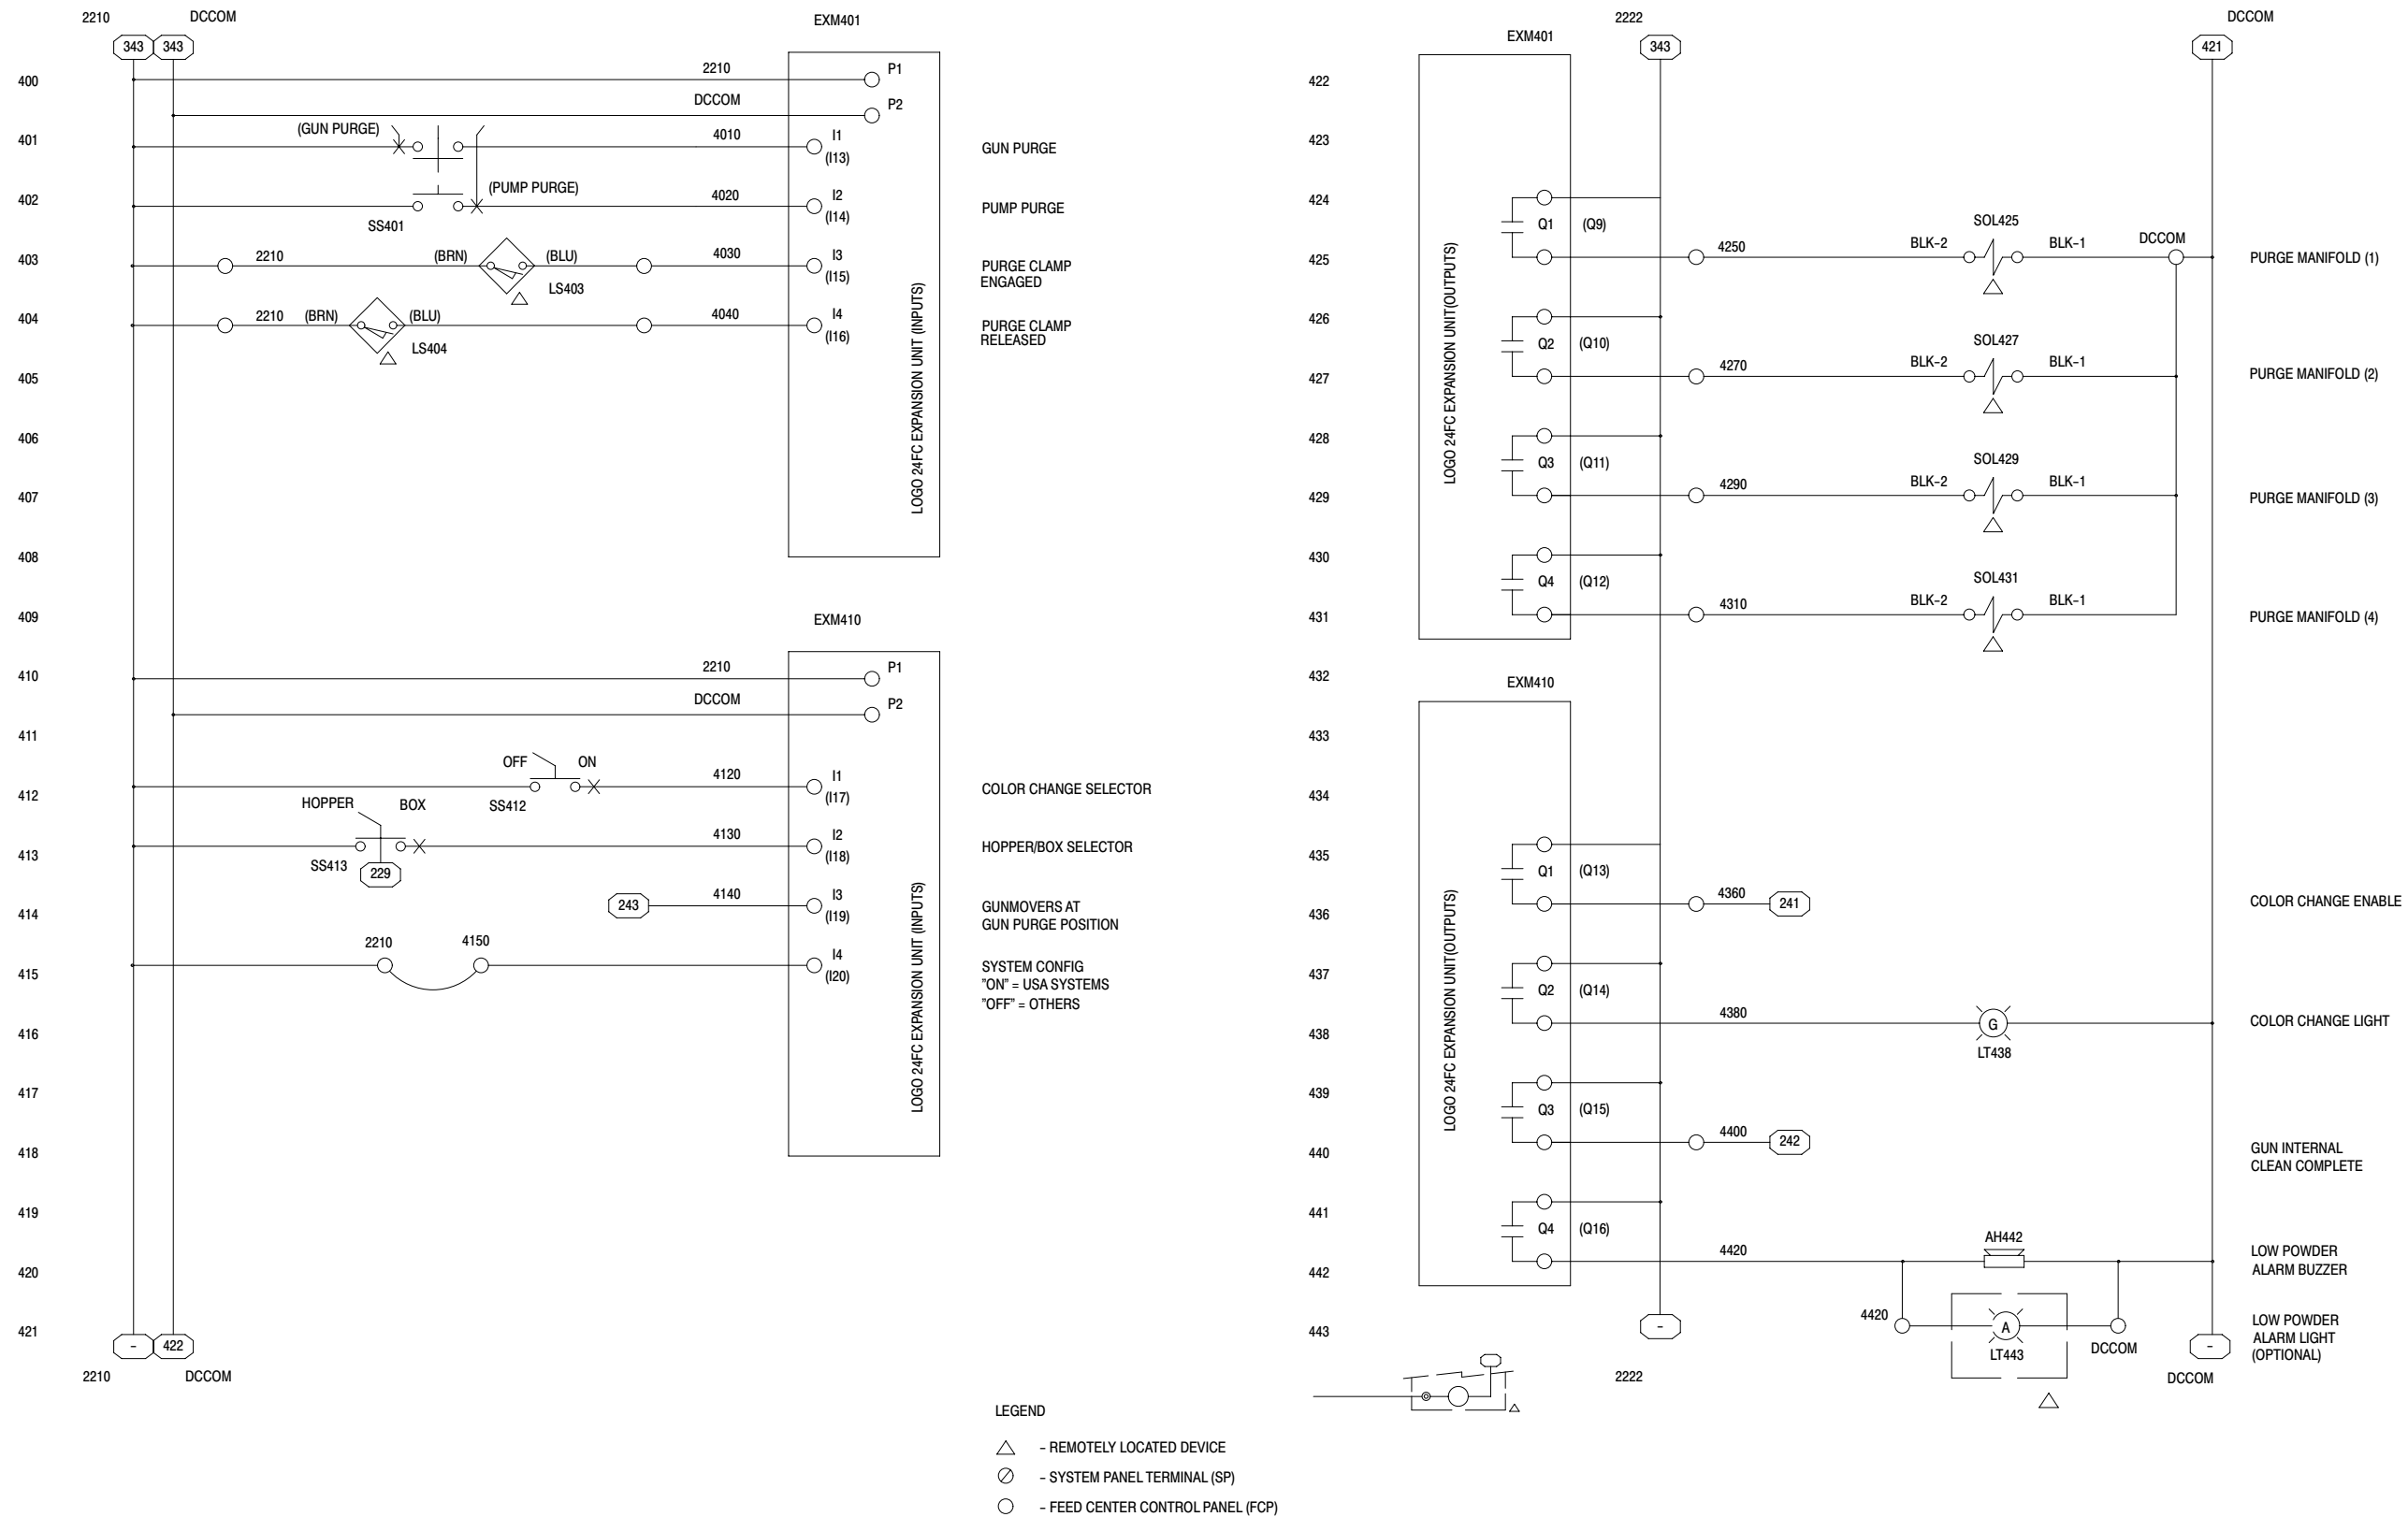 2210 DCCOM
343 343
EXM401
400 2210 P1
DCCOM P2
(GUN PURGE)
401 4010 I1
(I13)
GUN PURGE
(PUMP PURGE)
402 4020 I2
(I14)
PUMP PURGE
SS401
403 2210 (BRN) (BLU) 4030 I3
(I15)
LS403
PURGE CLAMP
ENGAGED
404 2210 (BRN) (BLU) 4040 I4
(I16)
LS404
PURGE CLAMP
RELEASED
LOGO 24FC EXPANSION UNIT (INPUTS)
405
406
407
408
409
EXM410
410 2210 P1
DCCOM P2
411
OFF ON
412 4120 I1
(I17)
SS412
COLOR CHANGE SELECTOR
HOPPER BOX
413 4130 I2
(I18)
SS413
229
HOPPER/BOX SELECTOR
414 243 4140 I3
(I19)
GUNMOVERS AT
GUN PURGE POSITION
415 2210 4150 I4
(I20)
SYSTEM CONFIG
"ON" = USA SYSTEMS
"OFF" = OTHERS
LOGO 24FC EXPANSION UNIT (INPUTS)
416
417
418
419
420
421
- 422
2210 DCCOM
2222 DCCOM
EXM401
343 421
422
423
424
Q1 (Q9)
SOL425
425 4250 BLK-2 BLK-1 DCCOM
PURGE MANIFOLD (1)
426
Q2 (Q10)
SOL427
427 4270 BLK-2 BLK-1
PURGE MANIFOLD (2)
428
Q3 (Q11)
SOL429
429 4290 BLK-2 BLK-1
PURGE MANIFOLD (3)
430
Q4 (Q12)
SOL431
431 4310 BLK-2 BLK-1
PURGE MANIFOLD (4)
LOGO 24FC EXPANSION UNIT(OUTPUTS)
432
EXM410
433
434
435
Q1 (Q13)
436 4360 241
COLOR CHANGE ENABLE
437
Q2 (Q14)
438 4380 G
LT438
COLOR CHANGE LIGHT
439
Q3 (Q15)
440 4400 242
GUN INTERNAL
CLEAN COMPLETE
441
Q4 (Q16)
AH442
442 4420
LOW POWDER
ALARM BUZZER
LOGO 24FC EXPANSION UNIT(OUTPUTS)
443 - 4420 A
LT443
DCCOM
-
LOW POWDER
ALARM LIGHT
(OPTIONAL)
2222 DCCOM
LEGEND
- REMOTELY LOCATED DEVICE
- SYSTEM PANEL TERMINAL (SP)
- FEED CENTER CONTROL PANEL (FCP)